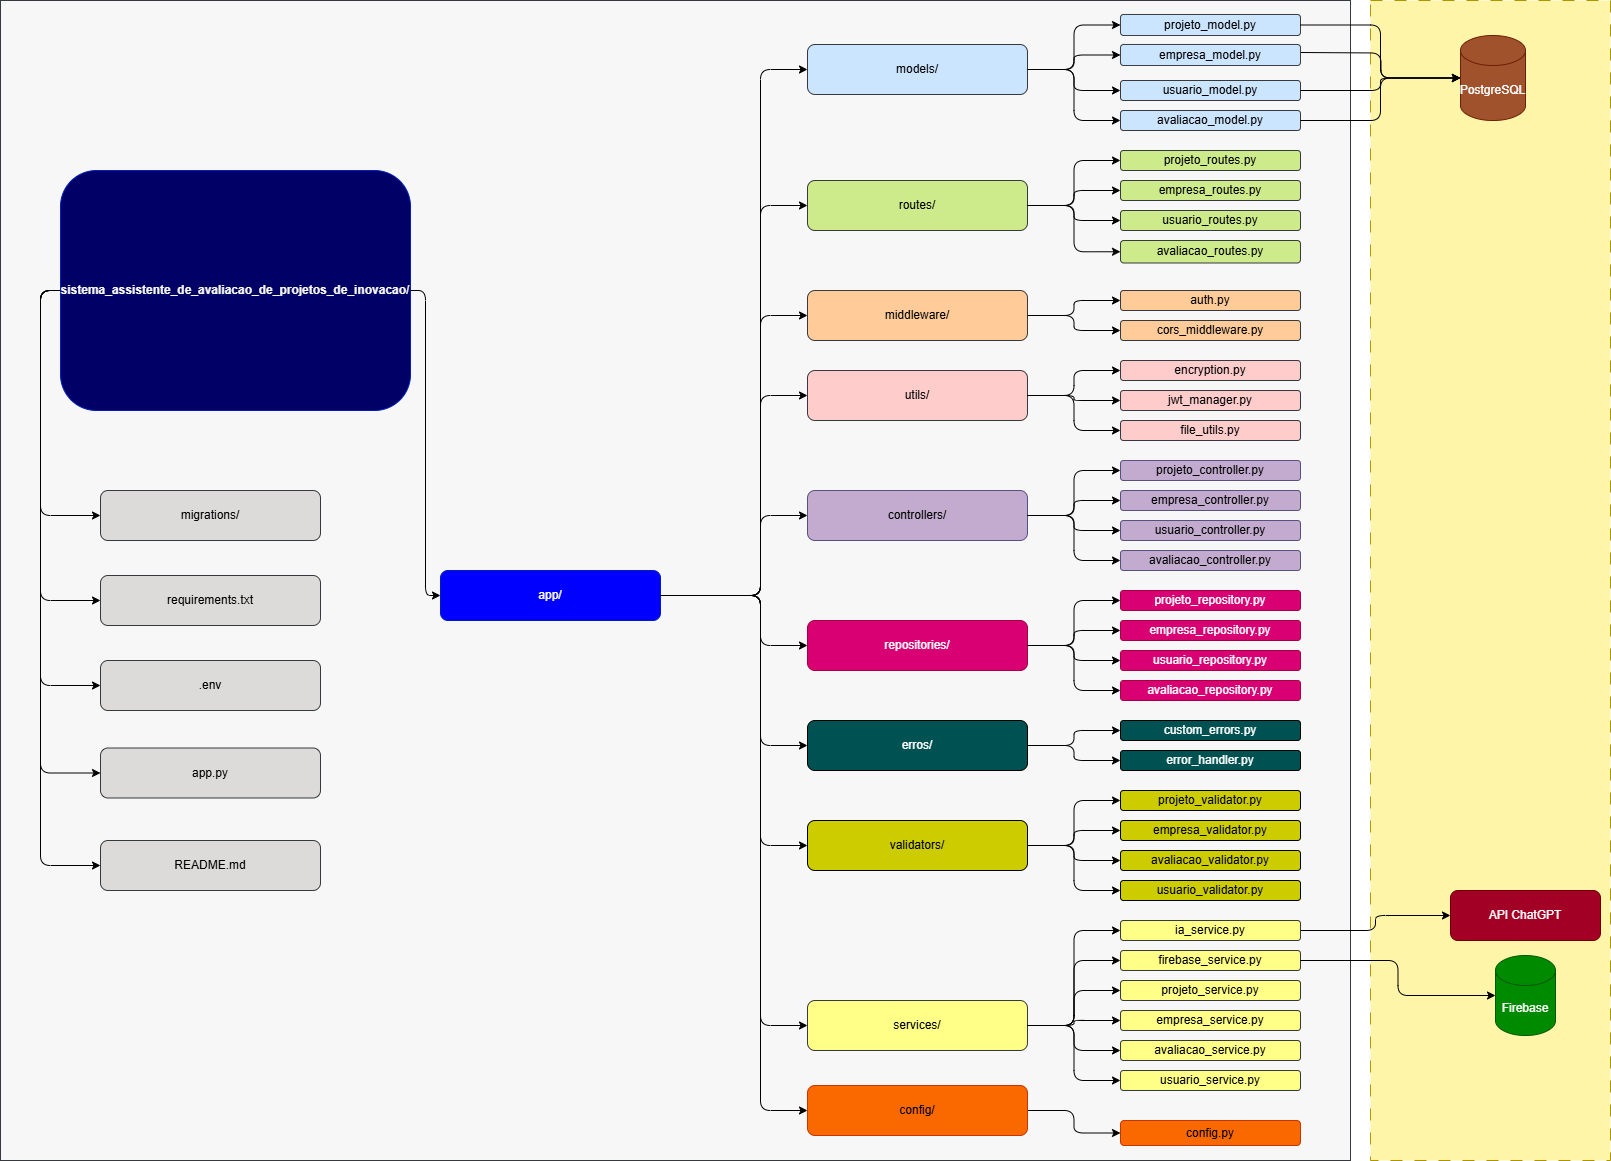 sistema_assistente_de_avaliacao_de_projetos_de_inovacao/
migrations/
requirements.txt
.env
app.py
README.md
app/
models/
projeto_model.py
empresa_model.py
usuario_model.py
avaliacao_model.py
routes/
projeto_routes.py
empresa_routes.py
usuario_routes.py
avaliacao_routes.py
middleware/
auth.py
cors_middleware.py
utils/
encryption.py
jwt_manager.py
file_utils.py
controllers/
projeto_controller.py
empresa_controller.py
usuario_controller.py
avaliacao_controller.py
repositories/
projeto_repository.py
empresa_repository.py
usuario_repository.py
avaliacao_repository.py
erros/
custom_errors.py
error_handler.py
validators/
projeto_validator.py
empresa_validator.py
avaliacao_validator.py
usuario_validator.py
services/
ia_service.py
firebase_service.py
projeto_service.py
empresa_service.py
avaliacao_service.py
usuario_service.py
config/
config.py
PostgreSQL
API ChatGPT
Firebase